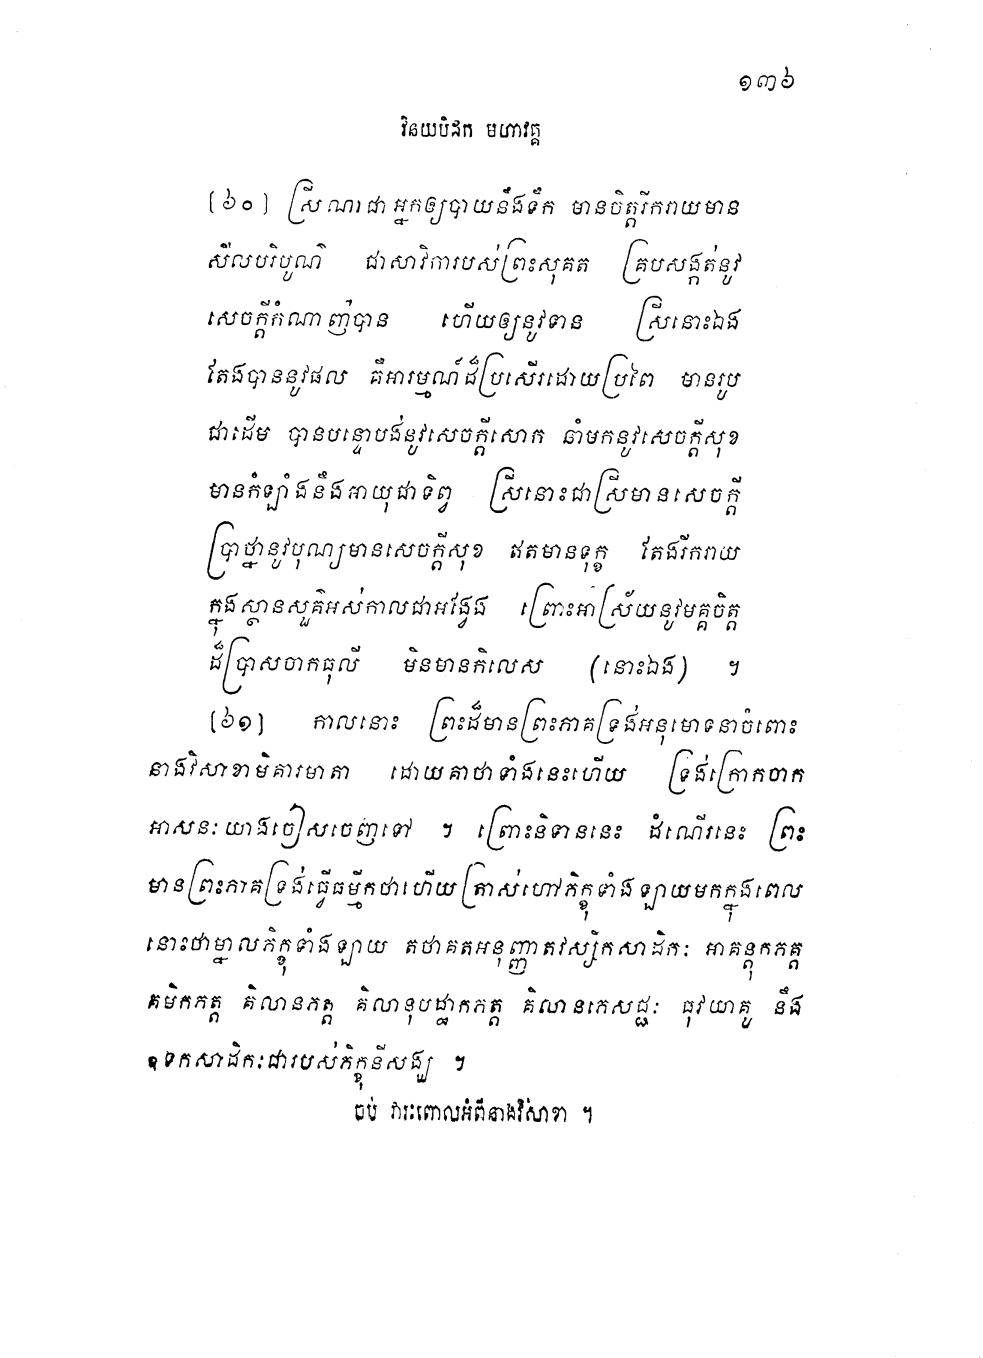 ១៣៦
វិនយបិដក មហាវគ្គ
[៦០] ស្រីណាជាអ្នកឲ្យបាយនឹងទឹក មានចិត្តរីករាយមាន
សីលបរិបូណ៌ ជាសាវិការបស់ព្រះសុគត គ្របសង្កត់នូវ
សេចក្តីកំណាញ់បាន ហើយឲ្យនូវទាន ស្រីនោះឯង
តែងបាននូវផល គឺអារម្មណ៍ដ៏ប្រសើរដោយប្រពៃ មានរូប
ជាដើម បានបន្ទោបង់នូវសេចក្តីសោក នាំមកនូវសេចក្តីសុខ
មានកំឡាំងនឹងអាយុជាទិព្វ ស្រីនោះជាស្រីមានសេចក្តី
ប្រាថ្នានូវបុណ្យមានសេចក្តីសុខ ឥតមានទុក្ខ តែងរីករាយ
ក្នុងស្ថានសួគ៌អស់កាលជាអង្វែង ព្រោះអាស្រ័យនូវមគ្គចិត្ត
ដ៏ប្រាសចាកធុលី មិនមានកិលេស (នោះឯង) ។
[៦១] កាលនោះ ព្រះដ៏មានព្រះភាគទ្រង់អនុមោទនាចំពោះ
នាងវិសាខាមិគារមាតា ដោយគាថាទាំងនេះហើយ ទ្រង់ក្រោកចាក
អាសនៈយាងចៀសចេញទៅ ។ ព្រោះនិទាននេះ ដំណើរនេះ ព្រះ
មានព្រះភាគទ្រង់ធ្វើធម្មីកថាហើយត្រាស់ហៅភិក្ខុទាំងឡាយមកក្នុងពេល
នោះថាម្នាលភិក្ខុទាំងឡាយ តថាគតអនុញ្ញាតវស្សិកសាដិកៈ អាគន្តុកភត្ត
គមិកភត្ត គិលានភត្ត គិលានុបដ្ឋាកភត្ត គិលានភេសជ្ជៈ ធុវយាគូ នឹង
ឧទកសាដិកៈជារបស់ភិក្ខុនីសង្ឃ ។
ចប់ វារះពោលអំពីនាងវិសាខា ។